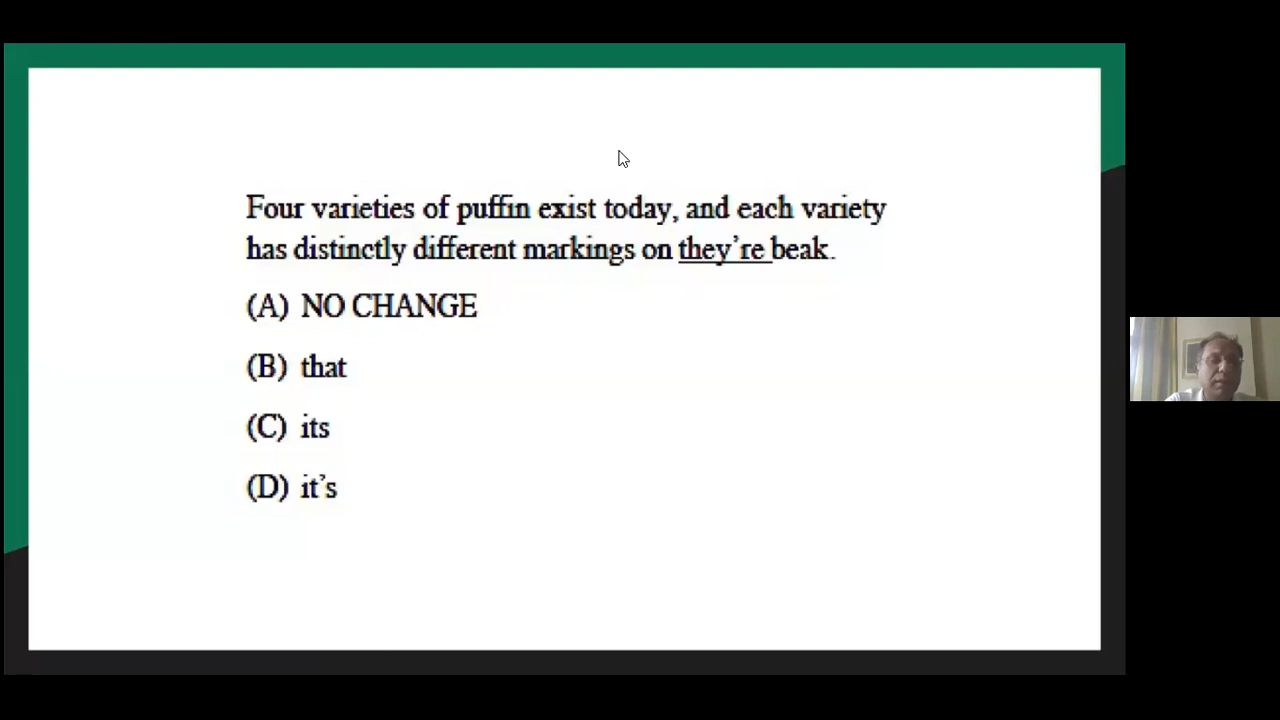 Four varieties of puffin exist today, and each variety
has distinctly different markings on they’re beak.
(A) NO CHANGE
(B) that
(C) its
(D) it’s